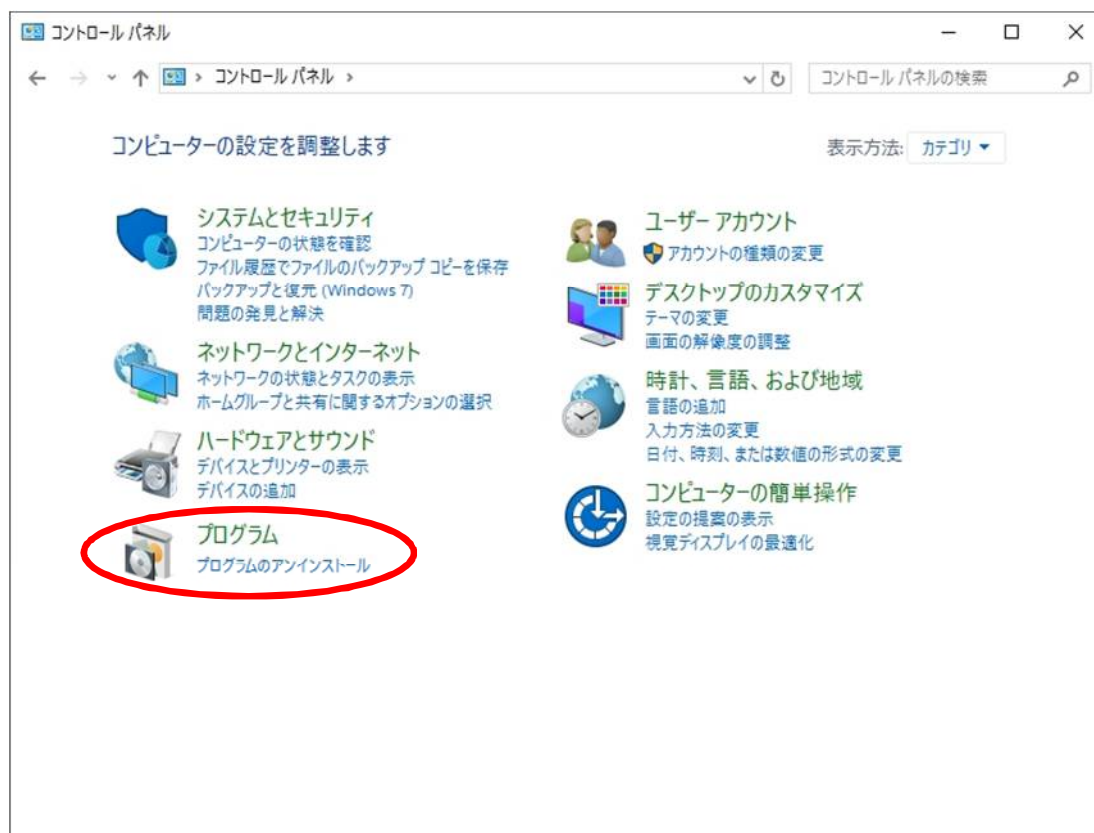 コントロール パネル
コントロール パネル
コントロール パネルの検索
コンピューターの設定を調整します
表示方法: カテゴリ
システムとセキュリティ
コンピューターの状態を確認
ファイル履歴でファイルのバックアップ コピーを保存
バックアップと復元 (Windows 7)
問題の発見と解決
ネットワークとインターネット
ネットワークの状態とタスクの表示
ホームグループと共有に関するオプションの選択
ハードウェアとサウンド
デバイスとプリンターの表示
デバイスの追加
プログラム
プログラムのアンインストール
ユーザー アカウント
アカウントの種類の変更
デスクトップのカスタマイズ
テーマの変更
画面の解像度の調整
時計、言語、および地域
言語の追加
入力方法の変更
日付、時刻、または数値の形式の変更
コンピューターの簡単操作
設定の提案の表示
視覚ディスプレイの最適化